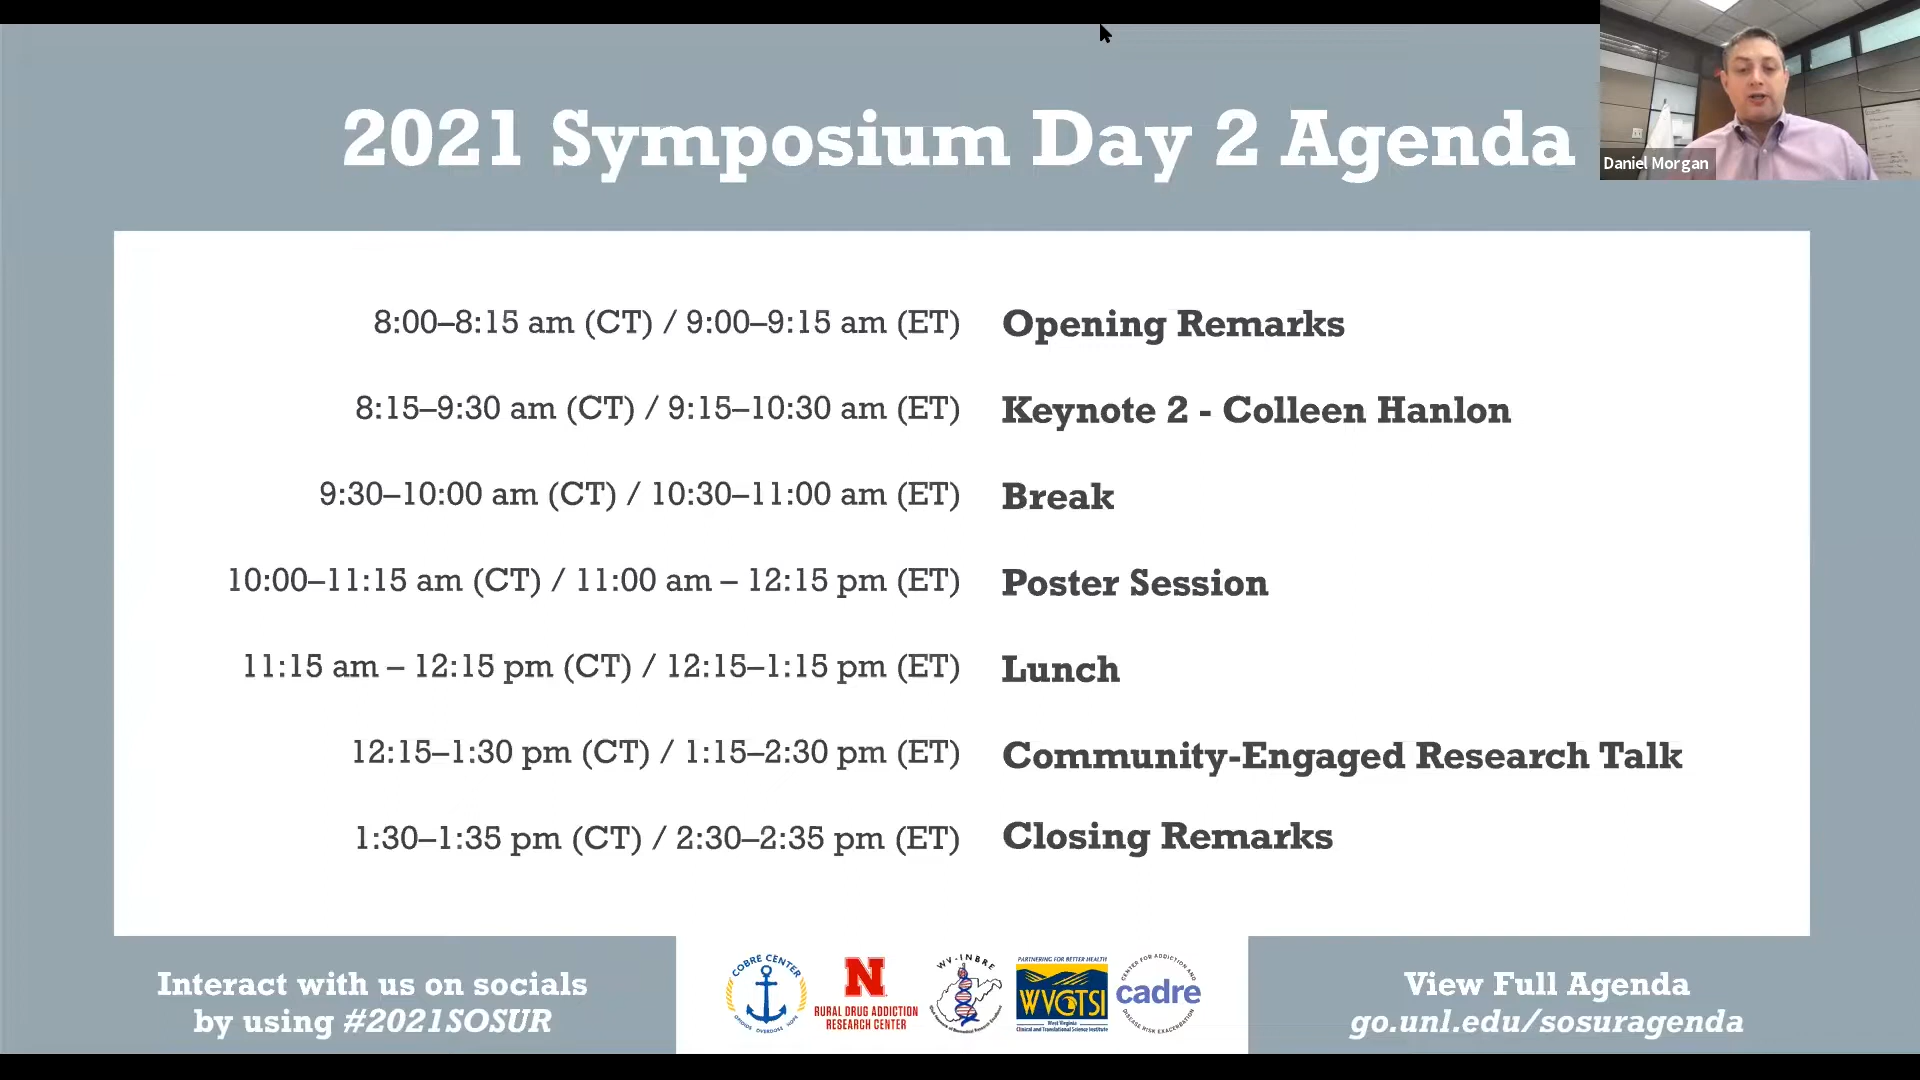 2021 Symposium Day 2 Agenda
Daniel Morgan
8:00–8:15 am (CT) / 9:00–9:15 am (ET) Opening Remarks
8:15–9:30 am (CT) / 9:15–10:30 am (ET) Keynote 2 - Colleen Hanlon
9:30–10:00 am (CT) / 10:30–11:00 am (ET) Break
10:00–11:15 am (CT) / 11:00 am – 12:15 pm (ET) Poster Session
11:15 am – 12:15 pm (CT) / 12:15–1:15 pm (ET) Lunch
12:15–1:30 pm (CT) / 1:15–2:30 pm (ET) Community-Engaged Research Talk
1:30–1:35 pm (CT) / 2:30–2:35 pm (ET) Closing Remarks
Interact with us on socials
by using #2021SOSUR
COBRE CENTER
N
RURAL DRUG ADDICTION
RESEARCH CENTER
WV-INBRE
PARTNERING FOR BETTER HEALTH
WVCTSI
West Virginia
Clinical and Translational Science Institute
CENTER FOR ADDICTION AND
cadre
DISEASE RISK EXACERBATION
View Full Agenda
go.unl.edu/sosuragenda